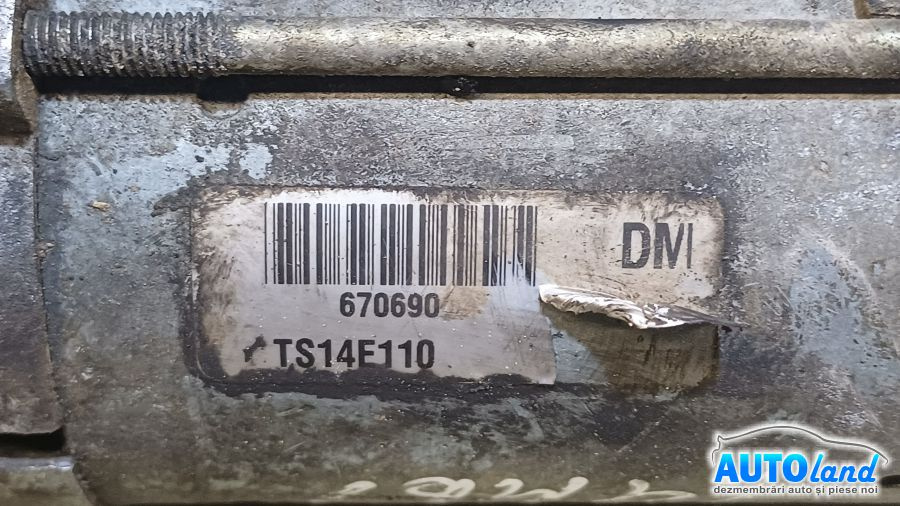 DM
670690
TS14E110
AUTOland
dezmembrări auto și piese noi